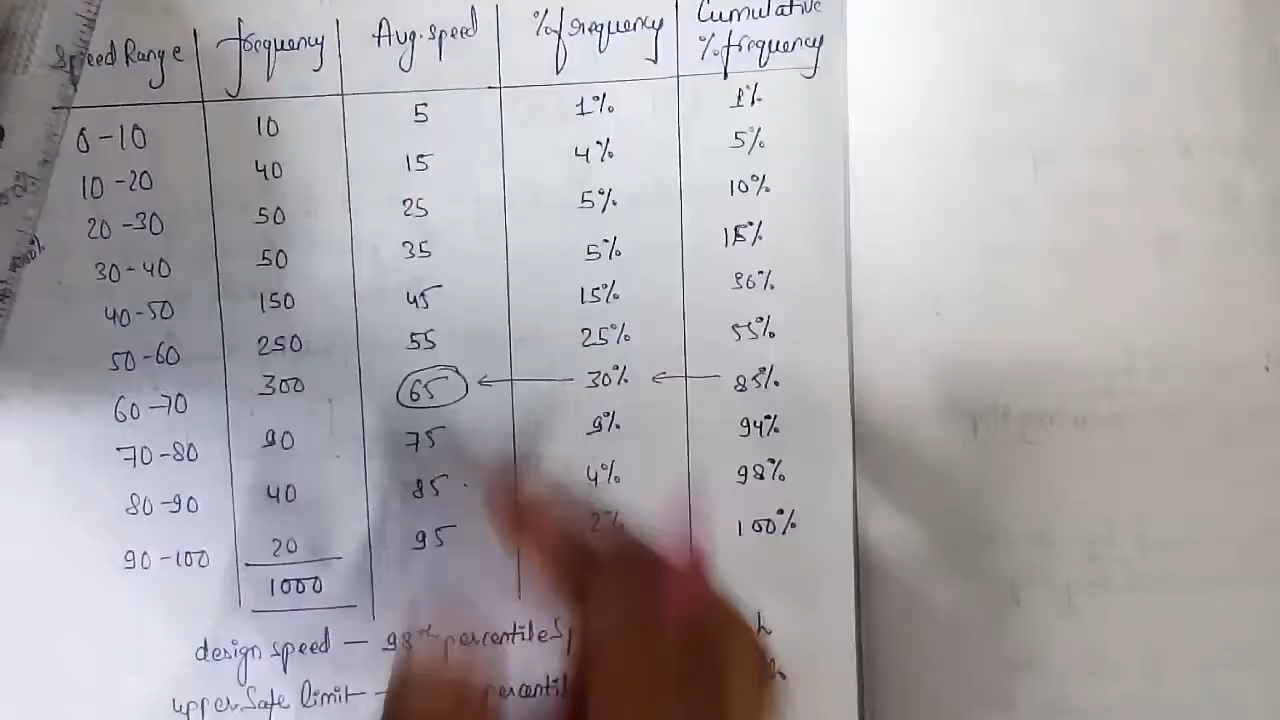 Speed Range | frequency | Avg. speed | % frequency | Cumulative % frequency
0-10 | 10 | 5 | 1% | 1%
10-20 | 40 | 15 | 4% | 5%
20-30 | 50 | 25 | 5% | 10%
30-40 | 50 | 35 | 5% | 15%
40-50 | 150 | 45 | 15% | 30%
50-60 | 250 | 55 | 25% | 55%
60-70 | 300 | 65 | 30% | 85%
70-80 | 90 | 75 | 9% | 94%
80-90 | 40 | 85 | 4% | 98%
90-100 | 20 | 95 | 2% | 100%
1000
design speed — 98th percentile
upper safe limit — percentil